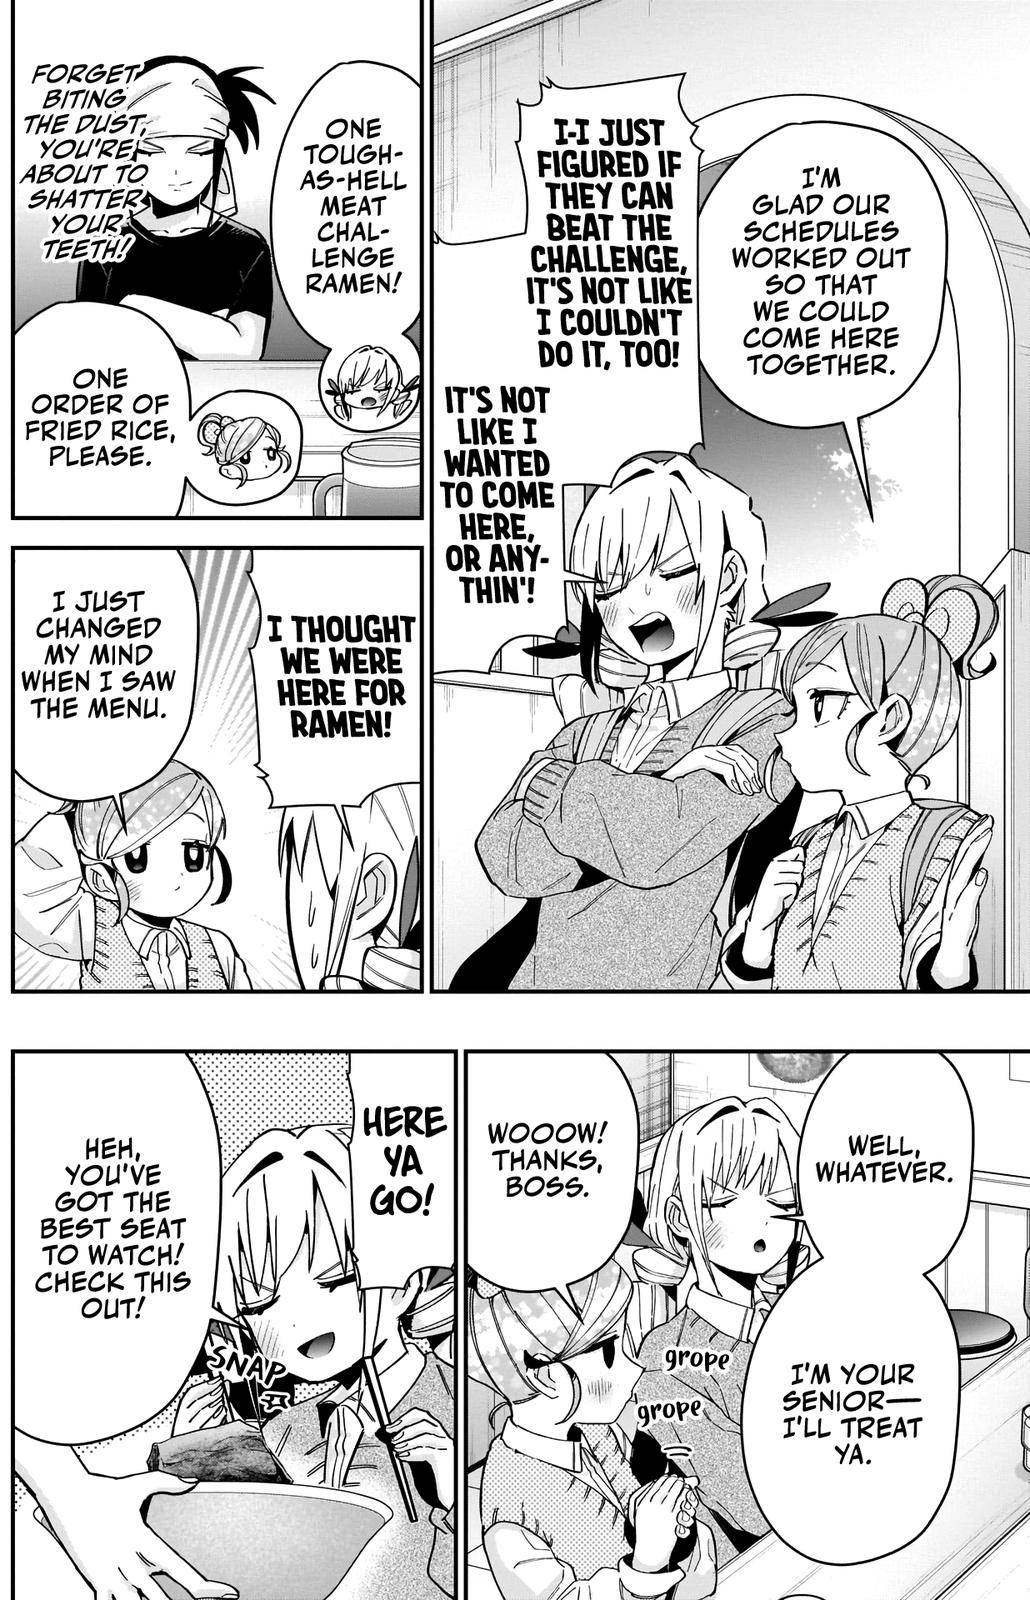 I'M
GLAD OUR
SCHEDULES
WORKED OUT
SO THAT
WE COULD
COME HERE
TOGETHER.
I-I JUST
FIGURED IF
THEY CAN
BEAT THE
CHALLENGE,
IT'S NOT LIKE
I COULDN'T
DO IT, TOO!
IT'S NOT
LIKE I
WANTED
TO COME
HERE,
OR ANY-
THIN'!
ONE
TOUGH-
AS-HELL
MEAT
CHAL-
LENGE
RAMEN!
FORGET
BITING
THE DUST,
YOU'RE
ABOUT TO
SHATTER
YOUR
TEETH!
ONE
ORDER OF
FRIED RICE,
PLEASE.
I THOUGHT
WE WERE
HERE FOR
RAMEN!
I JUST
CHANGED
MY MIND
WHEN I SAW
THE MENU.
WELL,
WHATEVER.
I'M YOUR
SENIOR—
I'LL TREAT
YA.
WOOOW!
THANKS,
BOSS.
grope
grope
HERE
YA
GO!
HEH,
YOU'VE
GOT THE
BEST SEAT
TO WATCH!
CHECK THIS
OUT!
SNAP